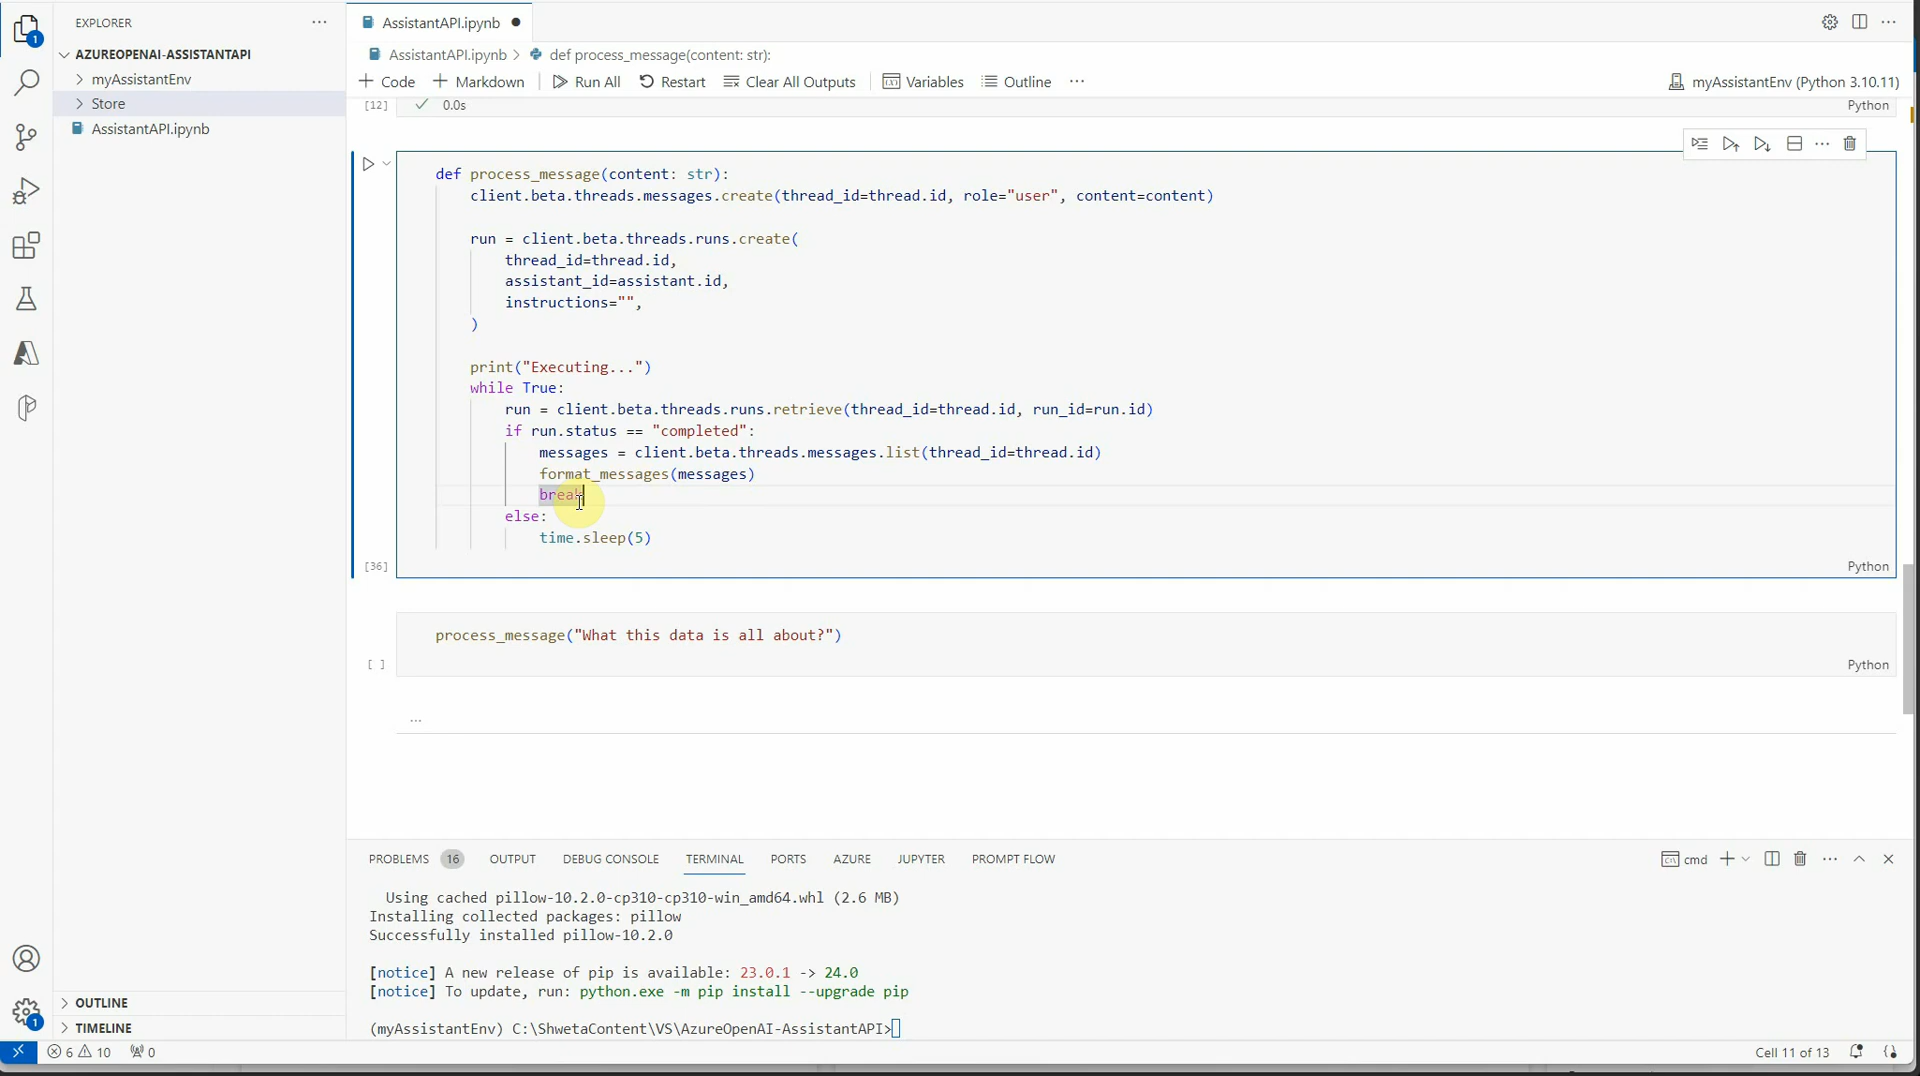 EXPLORER
AssistantAPI.ipynb
1
AZUREOPENAI-ASSISTANTAPI
AssistantAPI.ipynb > def process_message(content: str):
myAssistantEnv
Code Markdown Run All Restart Clear All Outputs Variables Outline ... myAssistantEnv (Python 3.10.11)
Store
[12] 0.0s Python
AssistantAPI.ipynb
def process_message(content: str):
client.beta.threads.messages.create(thread_id=thread.id, role="user", content=content)
run = client.beta.threads.runs.create(
thread_id=thread.id,
assistant_id=assistant.id,
instructions="",
)
print("Executing...")
while True:
run = client.beta.threads.runs.retrieve(thread_id=thread.id, run_id=run.id)
if run.status == "completed":
messages = client.beta.threads.messages.list(thread_id=thread.id)
format_messages(messages)
break
else:
time.sleep(5)
[36] Python
process_message("What this data is all about?")
[ ] Python
...
PROBLEMS 16 OUTPUT DEBUG CONSOLE TERMINAL PORTS AZURE JUPYTER PROMPT FLOW cmd
Using cached pillow-10.2.0-cp310-cp310-win_amd64.whl (2.6 MB)
Installing collected packages: pillow
Successfully installed pillow-10.2.0
[notice] A new release of pip is available: 23.0.1 -> 24.0
[notice] To update, run: python.exe -m pip install --upgrade pip
(myAssistantEnv) C:\ShwetaContent\VS\AzureOpenAI-AssistantAPI>
OUTLINE
1
TIMELINE
6 10 0 Cell 11 of 13